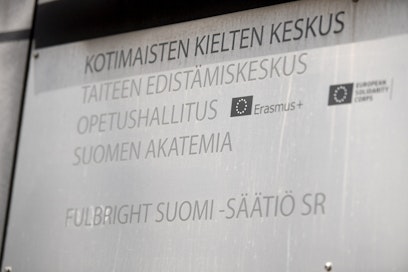 KOTIMAISTEN KIELTEN KESKUS
TAITEEN EDISTÄMISKESKUS
OPETUSHALLITUS Erasmus+ EUROPEAN SOLIDARITY CORPS
SUOMEN AKATEMIA
FULBRIGHT SUOMI -SÄÄTIÖ SR